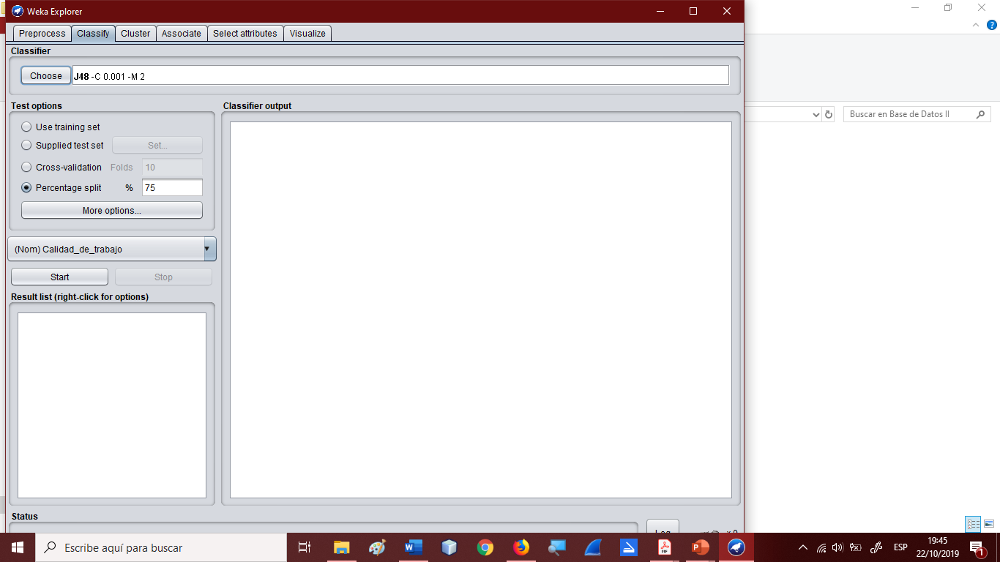 Weka Explorer
Preprocess Classify Cluster Associate Select attributes Visualize
Classifier
Choose J48 -C 0.001 -M 2
Test options
Use training set
Supplied test set Set...
Cross-validation Folds 10
Percentage split % 75
More options...
(Nom) Calidad_de_trabajo
Start Stop
Result list (right-click for options)
Classifier output
Status
Log
x 0
Buscar en Base de Datos II
Escribe aquí para buscar
ESP
19:45
22/10/2019
1